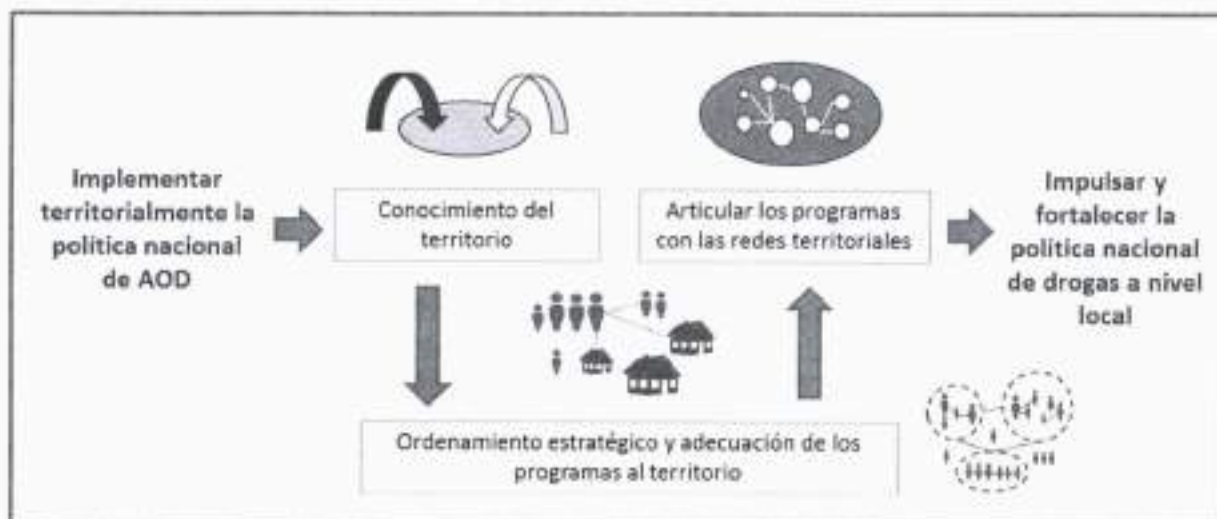 Implementar
territorialmente la
política nacional
de AOD
Conocimiento del
territorio
Ordenamiento estratégico y adecuación de los
programas al territorio
Articular los programas
con las redes territoriales
Impulsar y
fortalecer la
política nacional
de drogas a nivel
local